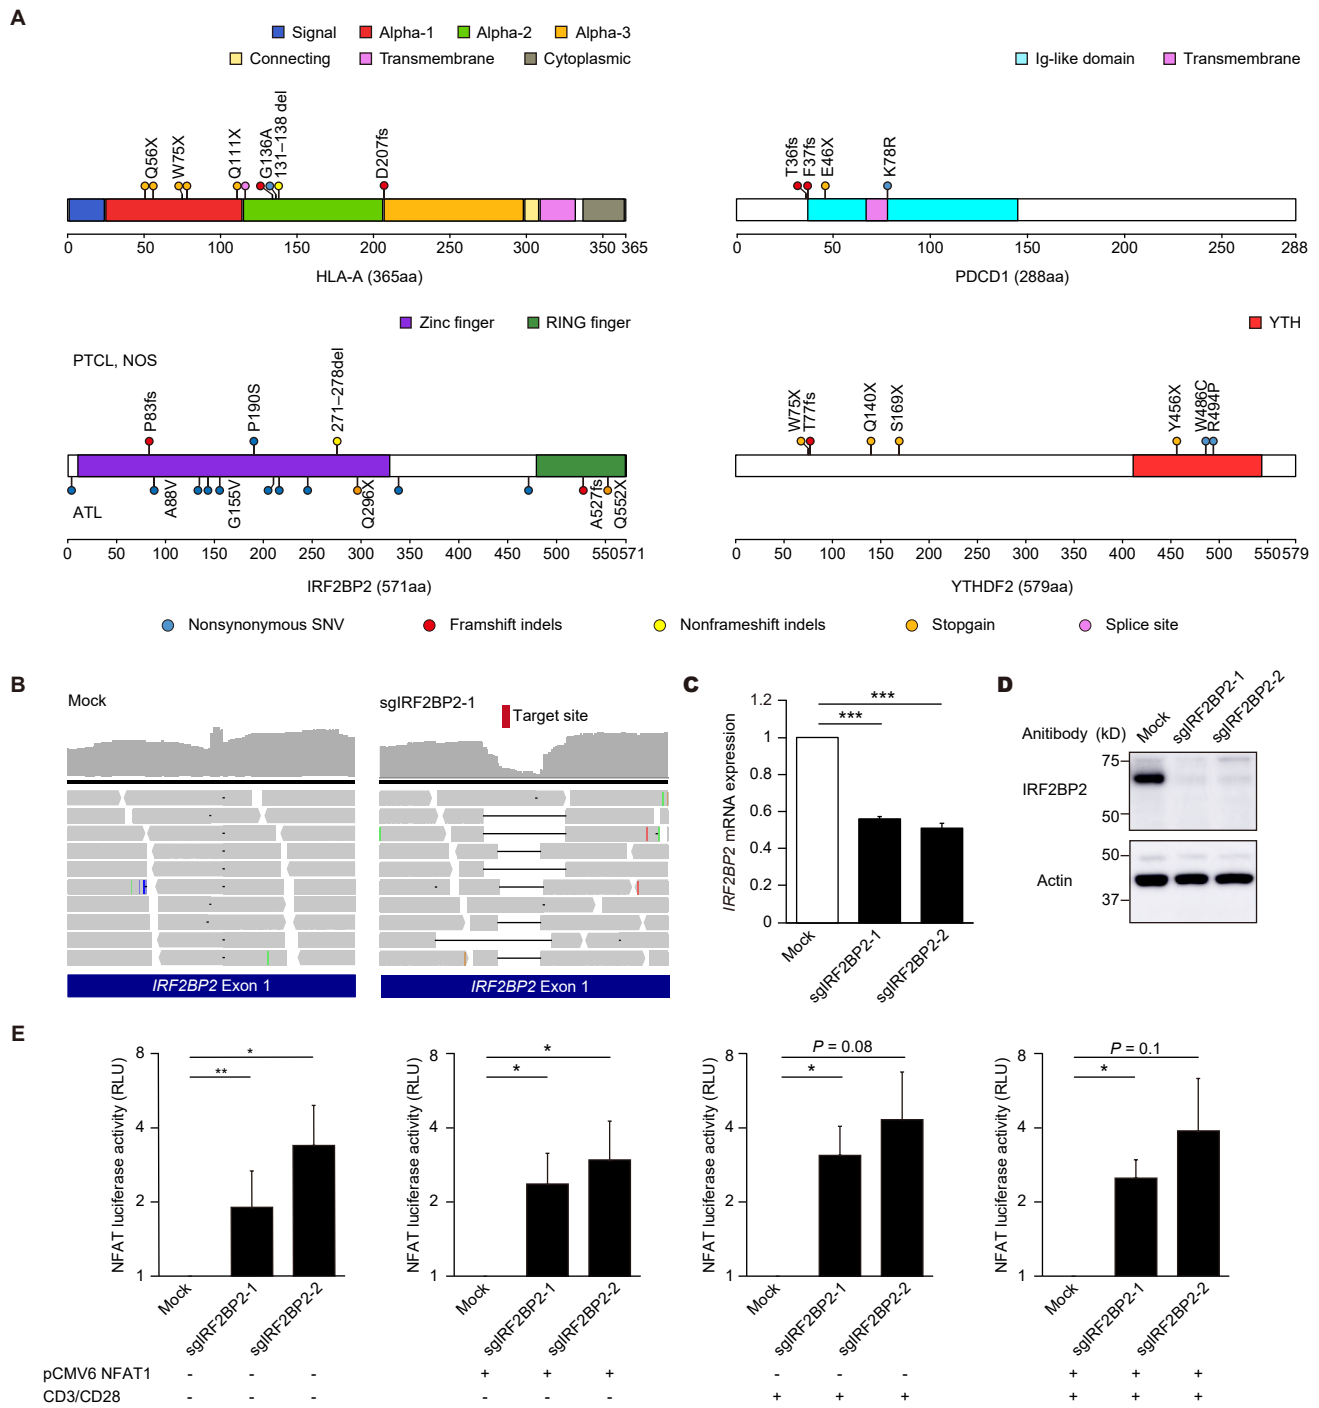 A
Signal Alpha-1 Alpha-2 Alpha-3
Connecting Transmembrane Cytoplasmic
Q56X W75X Q111X G136A 131–138 del D207fs
0 50 100 150 200 250 300 350 365
HLA-A (365aa)
Ig-like domain Transmembrane
T36fs F37fs E46X K78R
0 50 100 150 200 250 288
PDCD1 (288aa)
Zinc finger RING finger
PTCL, NOS
P83fs P190S 271–278del
ATL
A88V G155V Q296X A527fs Q552X
0 50 100 150 200 250 300 350 400 450 500 550 571
IRF2BP2 (571aa)
YTH
W75X T77fs Q140X S169X Y456X W486C R494P
0 50 100 150 200 250 300 350 400 450 500 550 579
YTHDF2 (579aa)
Nonsynonymous SNV Framshift indels Nonframeshift indels Stopgain Splice site
B
Mock
sgIRF2BP2-1
Target site
IRF2BP2 Exon 1
IRF2BP2 Exon 1
C
IRF2BP2 mRNA expression
1.2
1
0.8
0.6
0.4
0.2
0
***
***
Mock sgIRF2BP2-1 sgIRF2BP2-2
D
Anitibody (kD) Mock sgIRF2BP2-1 sgIRF2BP2-2
75
IRF2BP2
50
50
Actin
37
E
NFAT luciferase activity (RLU)
8
4
2
1
*
**
Mock sgIRF2BP2-1 sgIRF2BP2-2
NFAT luciferase activity (RLU)
8
4
2
1
*
*
Mock sgIRF2BP2-1 sgIRF2BP2-2
NFAT luciferase activity (RLU)
8
4
2
1
P = 0.08
*
Mock sgIRF2BP2-1 sgIRF2BP2-2
NFAT luciferase activity (RLU)
8
4
2
1
P = 0.1
*
Mock sgIRF2BP2-1 sgIRF2BP2-2
pCMV6 NFAT1 - - - + + + - - - + + +
CD3/CD28 - - - - - - + + + + + +